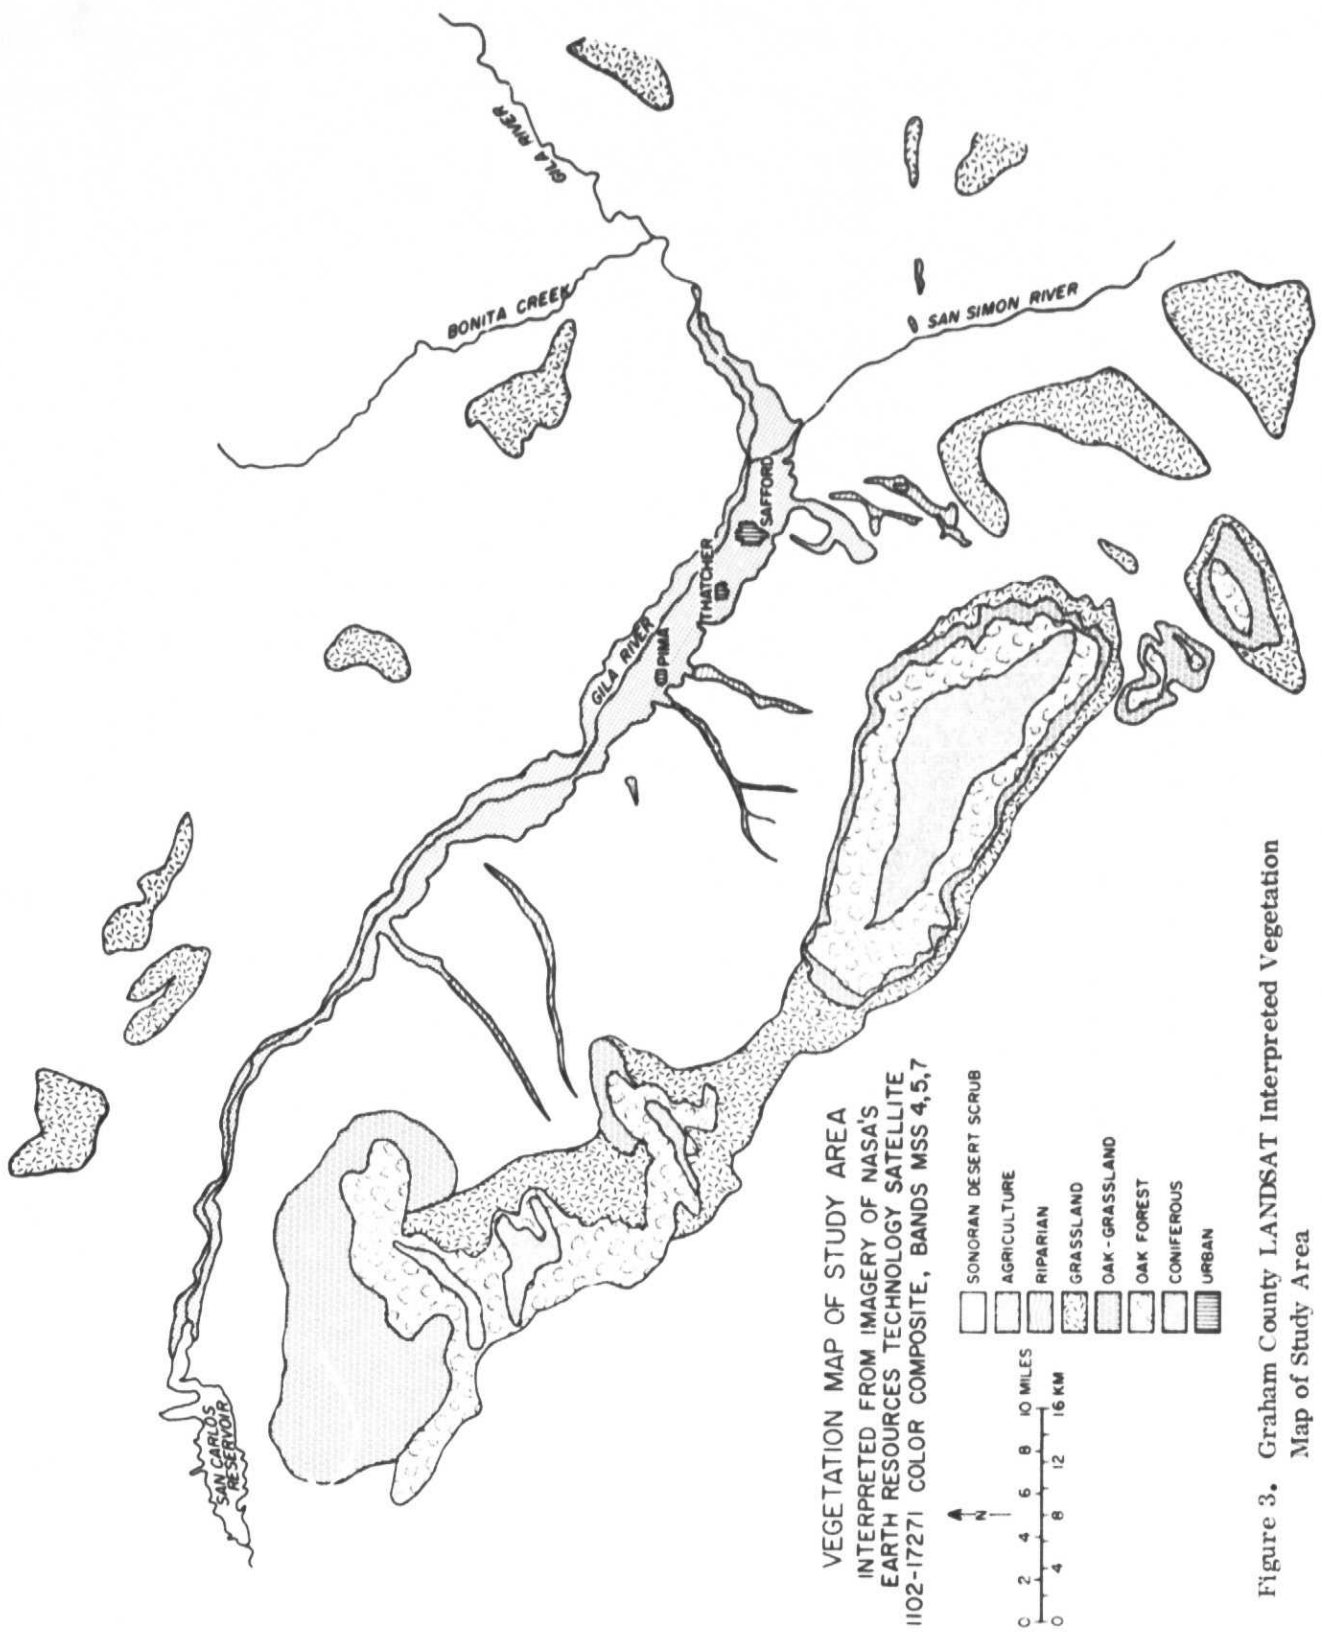 GILA RIVER
BONITA CREEK
SAN SIMON RIVER
SAFFORD
THATCHER
GILA RIVER
PIMA
SAN CARLOS
RESERVOIR
VEGETATION MAP OF STUDY AREA
INTERPRETED FROM IMAGERY OF NASA'S
EARTH RESOURCES TECHNOLOGY SATELLITE
1102-17271 COLOR COMPOSITE, BANDS MSS 4,5,7
N
0 2 4 6 8 10 MILES
0 4 8 12 16 KM
SONORAN DESERT SCRUB
AGRICULTURE
RIPARIAN
GRASSLAND
OAK-GRASSLAND
OAK FOREST
CONIFEROUS
URBAN
Figure 3. Graham County LANDSAT Interpreted Vegetation
Map of Study Area